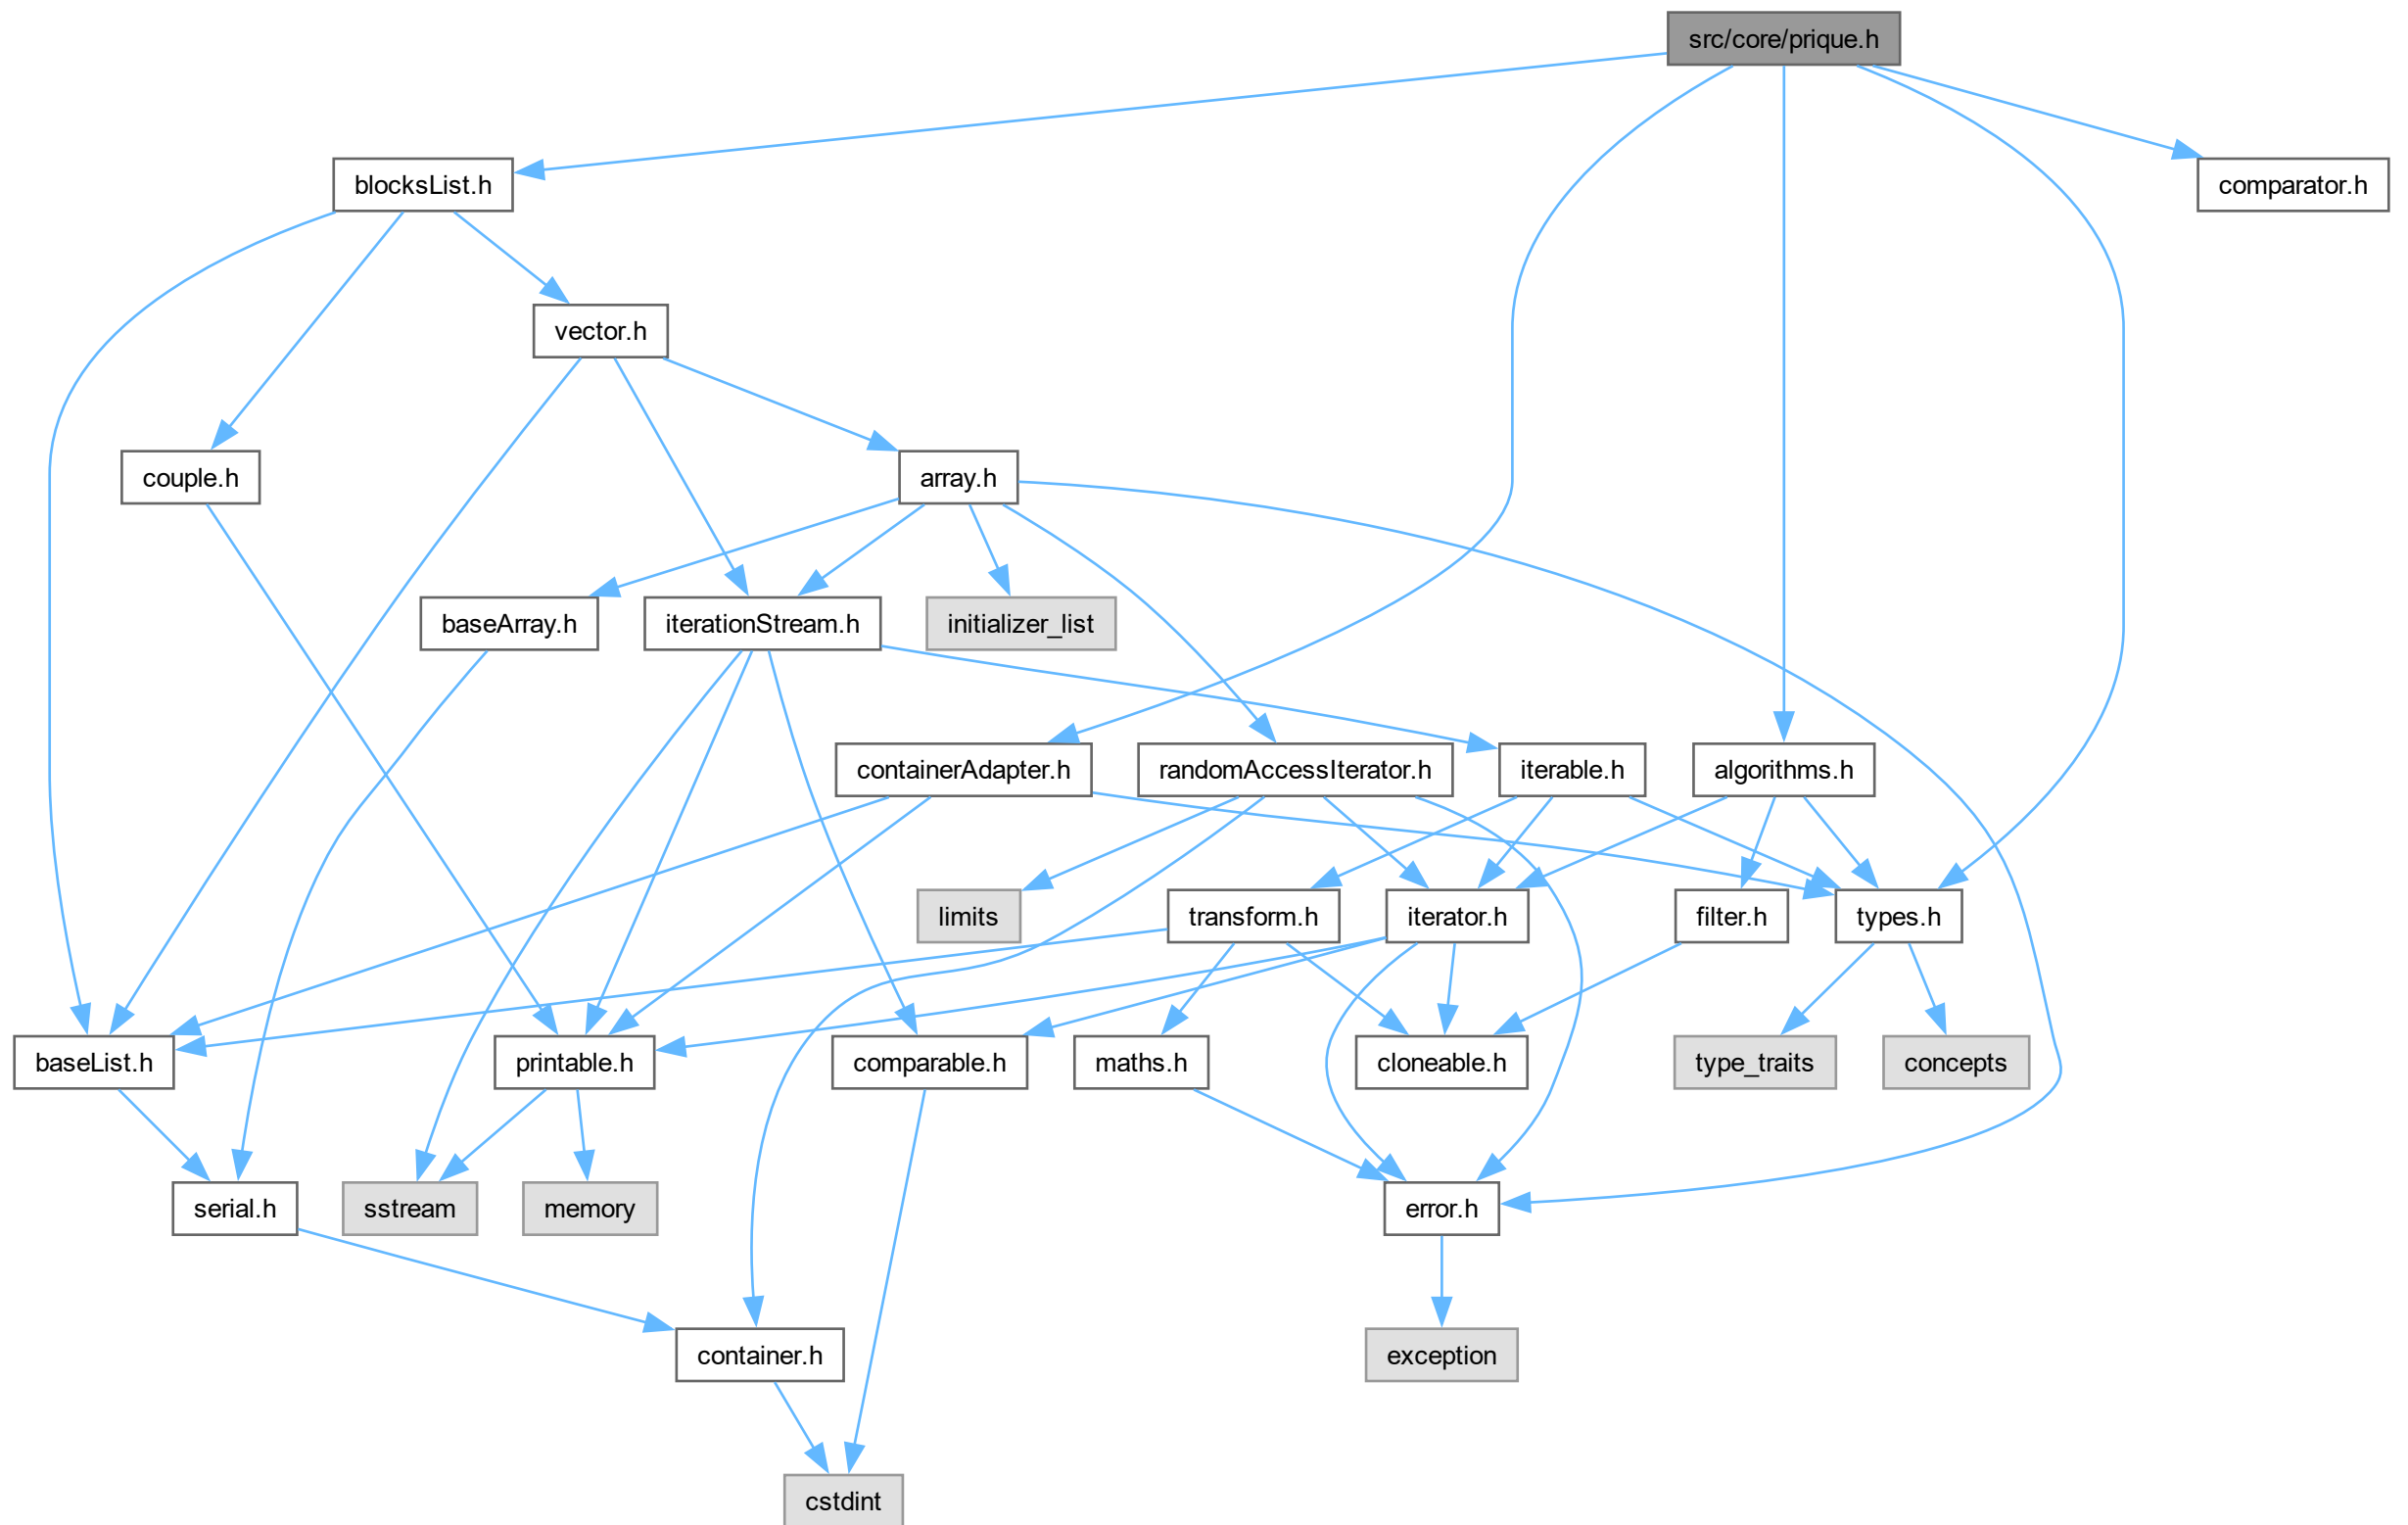 src/core/prique.h
blocksList.h
comparator.h
vector.h
couple.h
array.h
baseArray.h
iterationStream.h
initializer_list
containerAdapter.h
randomAccessIterator.h
iterable.h
algorithms.h
limits
transform.h
iterator.h
filter.h
types.h
baseList.h
printable.h
comparable.h
maths.h
cloneable.h
type_traits
concepts
serial.h
sstream
memory
error.h
container.h
exception
cstdint